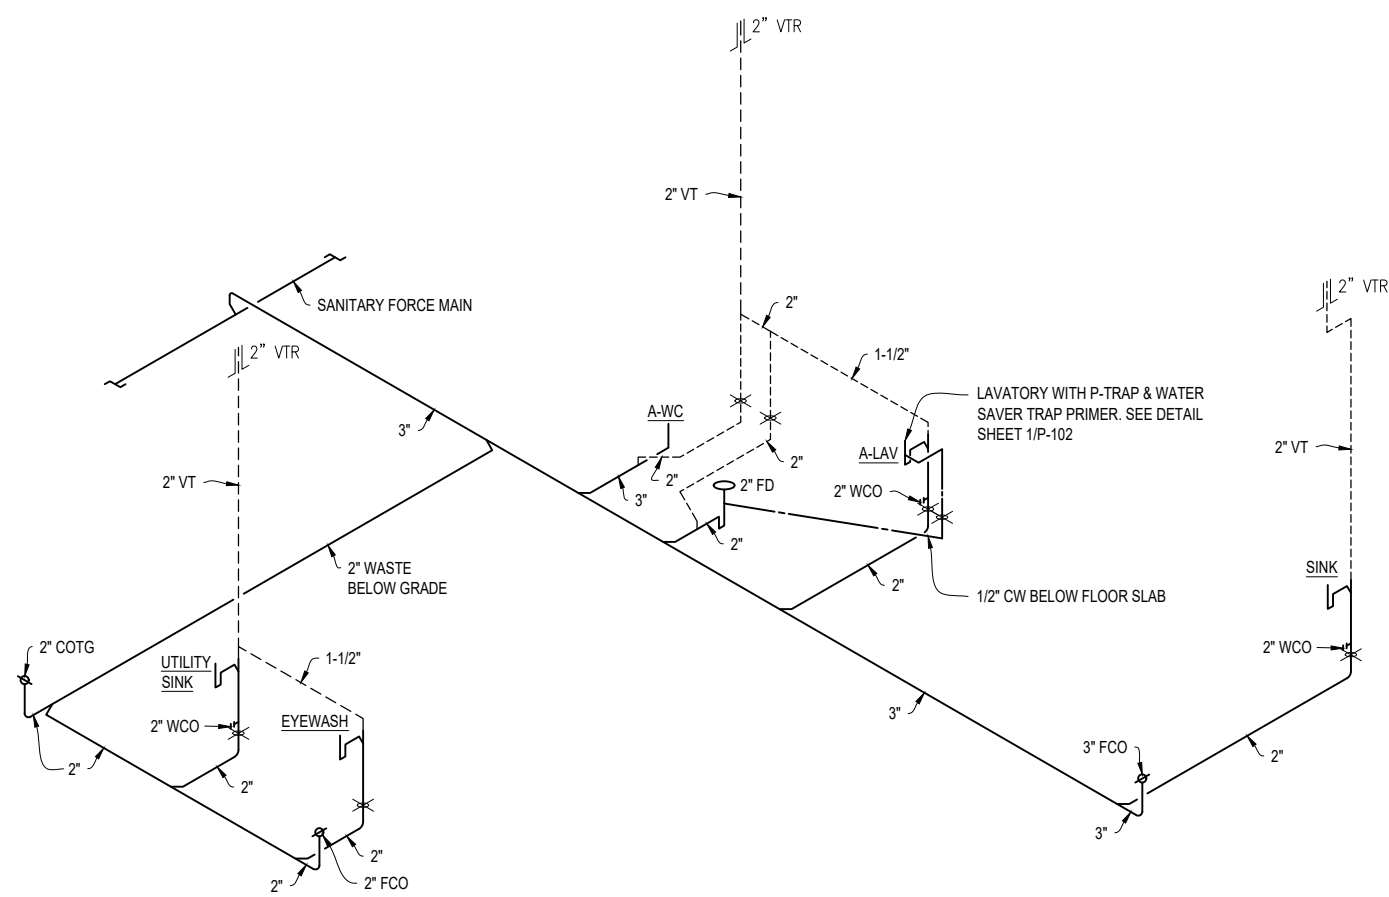 2" VTR
2" VT
2" VTR
SANITARY FORCE MAIN
2"
2" VTR
1-1/2"
LAVATORY WITH P-TRAP & WATER
SAVER TRAP PRIMER. SEE DETAIL
SHEET 1/P-102
A-WC
3"
2" VT
A-LAV
2"
2"
2" VT
2" FD
2" WCO
3"
2"
2" WASTE
BELOW GRADE
2"
1/2" CW BELOW FLOOR SLAB
SINK
2" COTG
2" WCO
1-1/2"
UTILITY
SINK
EYEWASH
2" WCO
3"
3" FCO
2"
2"
2"
3"
2"
2"
2" FCO